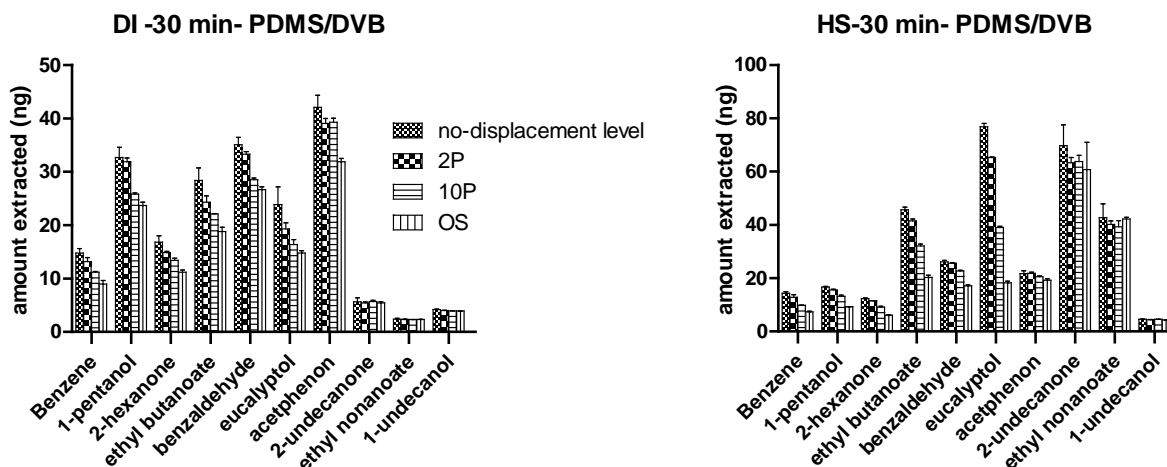 DI -30 min- PDMS/DVB
amount extracted (ng)
50
40
30
20
10
0
no-displacement level
2P
10P
OS
Benzene
1-pentanol
2-hexanone
ethyl butanoate
benzaldehyde
eucalyptol
acetphenon
2-undecanone
ethyl nonanoate
1-undecanol
HS-30 min- PDMS/DVB
amount extracted (ng)
100
80
60
40
20
0
Benzene
1-pentanol
2-hexanone
ethyl butanoate
benzaldehyde
eucalyptol
acetphenon
2-undecanone
ethyl nonanoate
1-undecanol